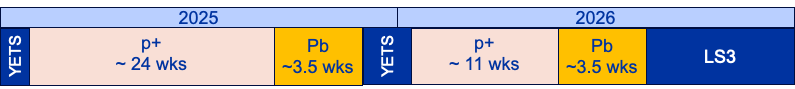 2025 2026
YETS p+ Pb YETS p+ Pb LS3
~ 24 wks ~3.5 wks ~ 11 wks ~3.5 wks